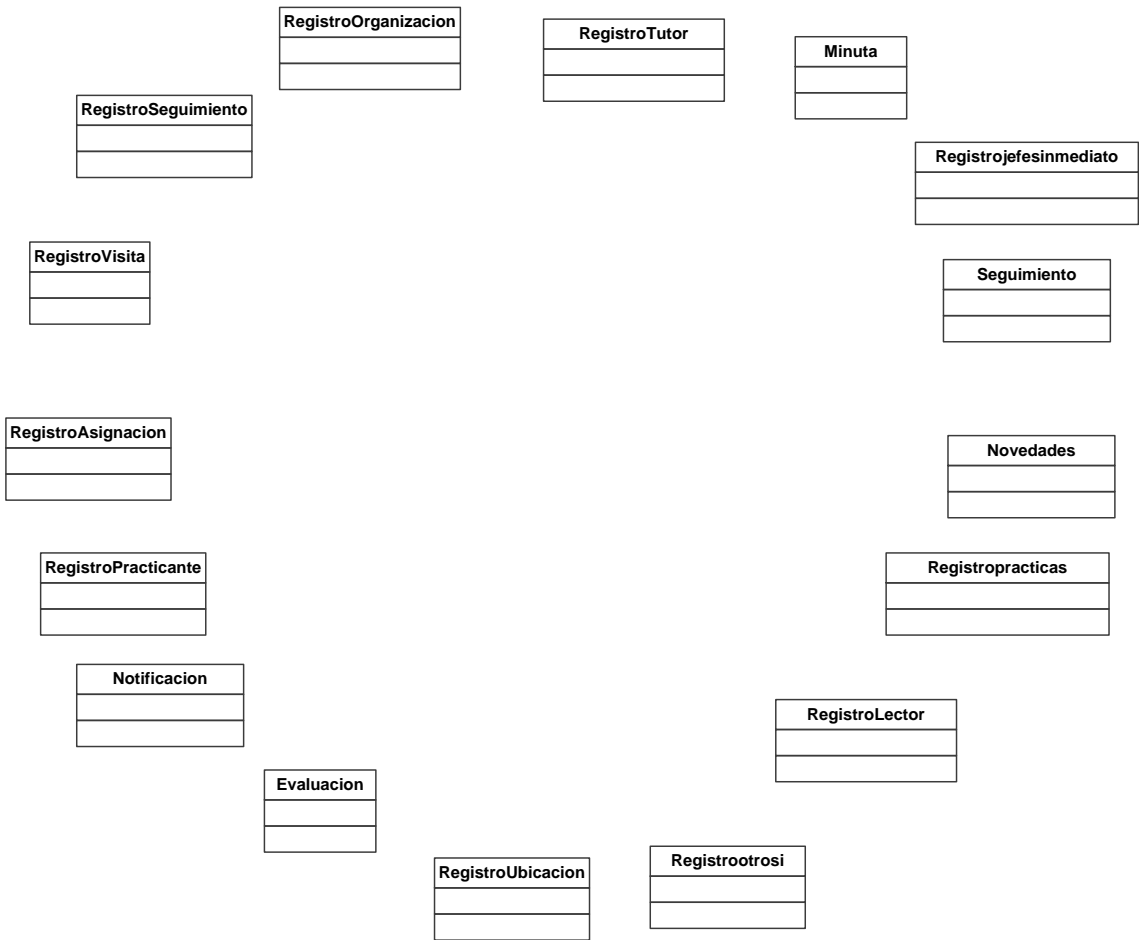 RegistroOrganizacion
RegistroTutor
Minuta
RegistroSeguimiento
Registrojefesinmediato
RegistroVisita
Seguimiento
RegistroAsignacion
Novedades
RegistroPracticante
Registropracticas
Notificacion
RegistroLector
Evaluacion
RegistroUbicacion
Registrootrosi